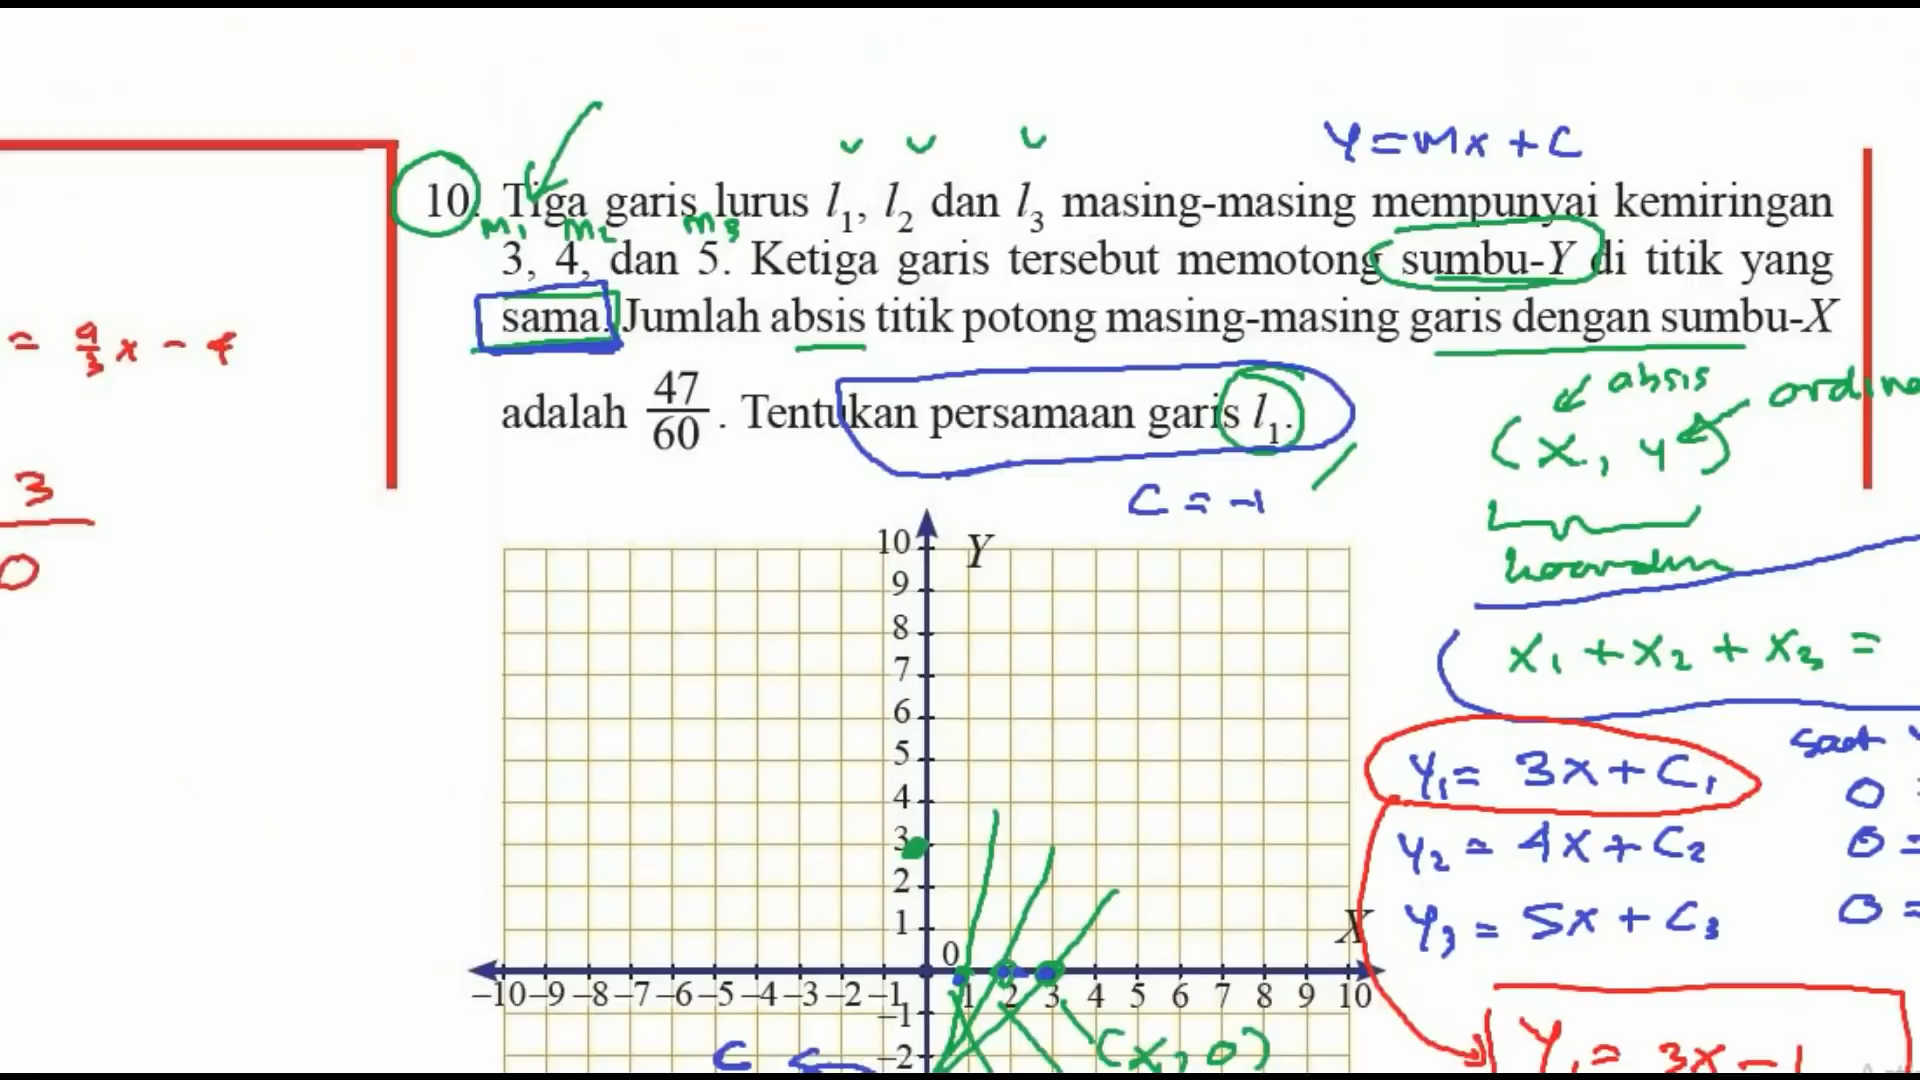 Y = Mx + C
10. Tiga garis lurus l₁, l₂ dan l₃ masing-masing mempunyai kemiringan
M₁ M₂ M₃
3, 4, dan 5. Ketiga garis tersebut memotong sumbu-Y di titik yang
sama. Jumlah absis titik potong masing-masing garis dengan sumbu-X
= 9/3 x - 4
adalah 47/60. Tentukan persamaan garis l₁.
absis
(x, y)
C = -1
3
0
Y
10
9
8
7
6
5
4
3
2
1
0
X
-10 -9 -8 -7 -6 -5 -4 -3 -2 -1 1 2 3 4 5 6 7 8 9 10
-1
-2
(x, 0)
C
x₁ + x₂ + x₃ =
saat
Y₁ = 3x + C₁
0 =
Y₂ = 4x + C₂
0 =
Y₃ = 5x + C₃
0 =
Y₁ = 3x - 1